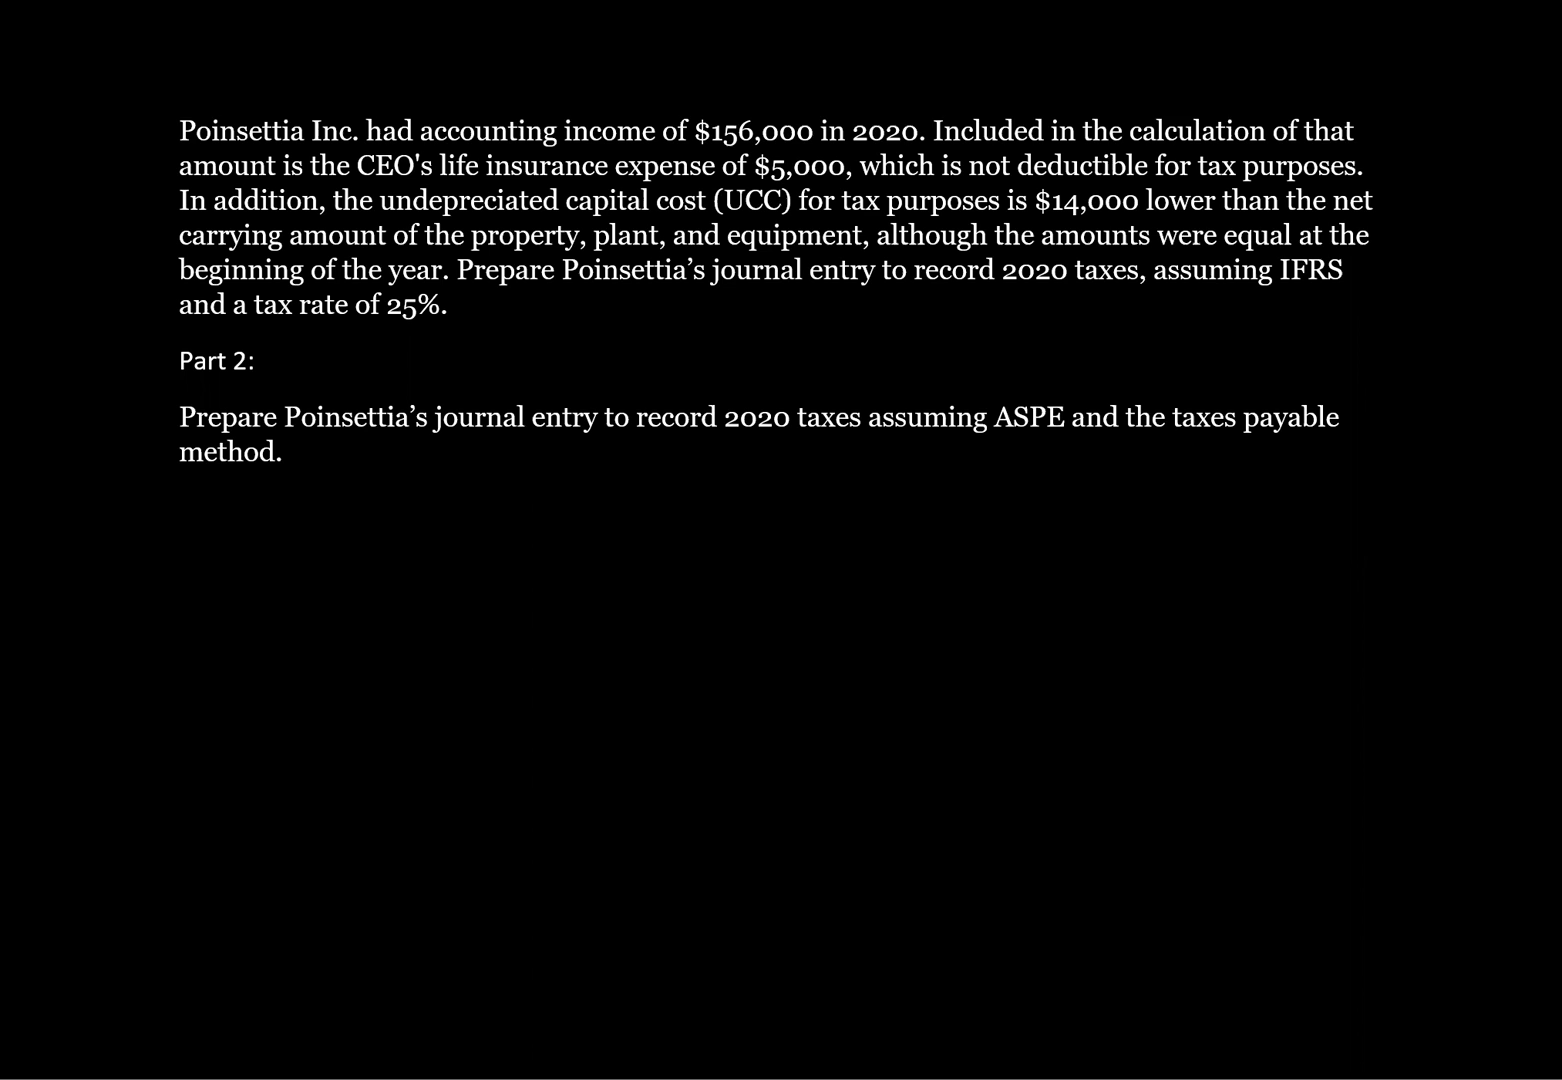 Poinsettia Inc. had accounting income of $156,000 in 2020. Included in the calculation of that
amount is the CEO's life insurance expense of $5,000, which is not deductible for tax purposes.
In addition, the undepreciated capital cost (UCC) for tax purposes is $14,000 lower than the net
carrying amount of the property, plant, and equipment, although the amounts were equal at the
beginning of the year. Prepare Poinsettia’s journal entry to record 2020 taxes, assuming IFRS
and a tax rate of 25%.
Part 2:
Prepare Poinsettia’s journal entry to record 2020 taxes assuming ASPE and the taxes payable
method.